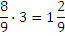 8/9 · 3 = 1 2/9